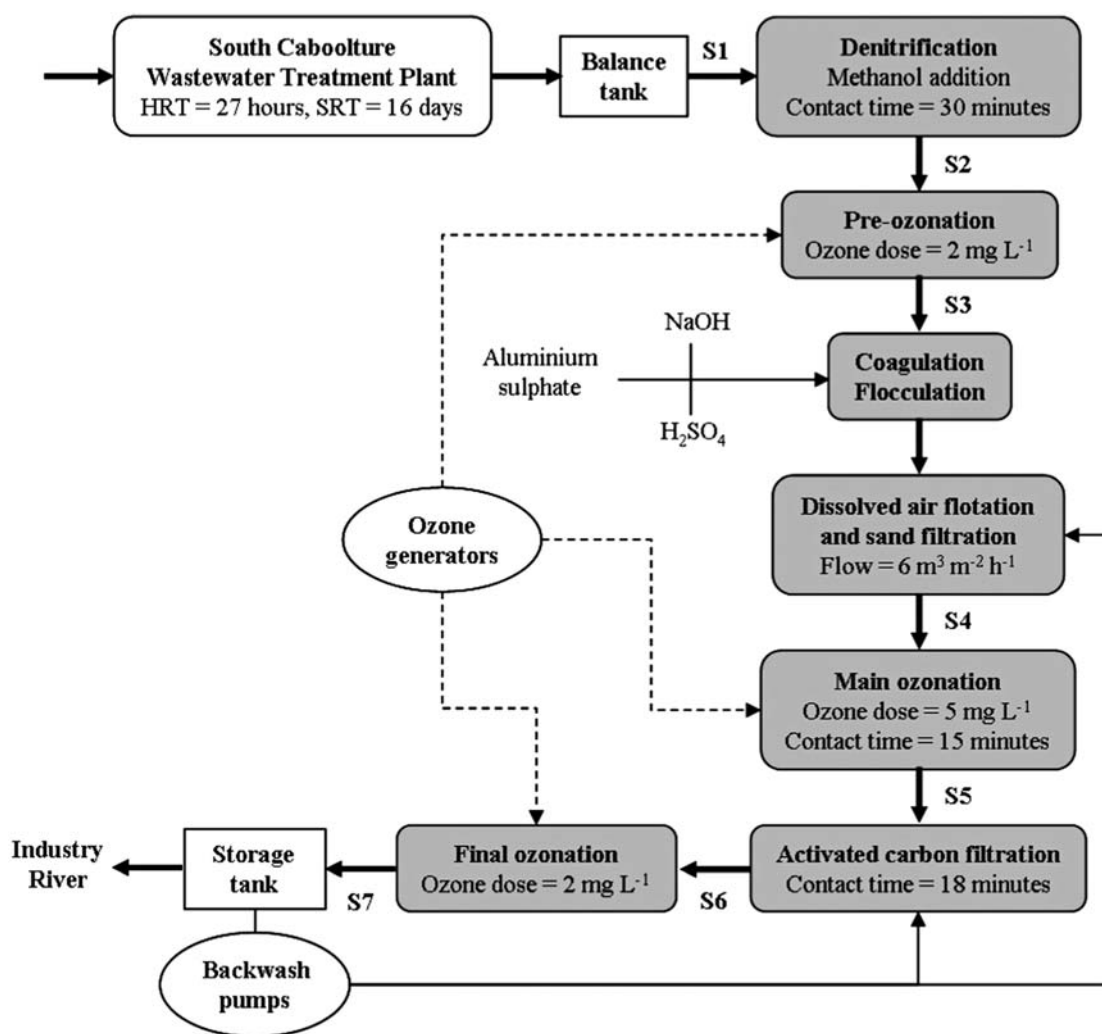 South Caboolture
Wastewater Treatment Plant
HRT = 27 hours, SRT = 16 days
Balance
tank
S1
Denitrification
Methanol addition
Contact time = 30 minutes
S2
Pre-ozonation
Ozone dose = 2 mg L⁻¹
S3
NaOH
Aluminium
sulphate
H₂SO₄
Coagulation
Flocculation
Dissolved air flotation
and sand filtration
Flow = 6 m³ m⁻² h⁻¹
Ozone
generators
S4
Main ozonation
Ozone dose = 5 mg L⁻¹
Contact time = 15 minutes
S5
Activated carbon filtration
Contact time = 18 minutes
S6
Final ozonation
Ozone dose = 2 mg L⁻¹
S7
Storage
tank
Industry
River
Backwash
pumps